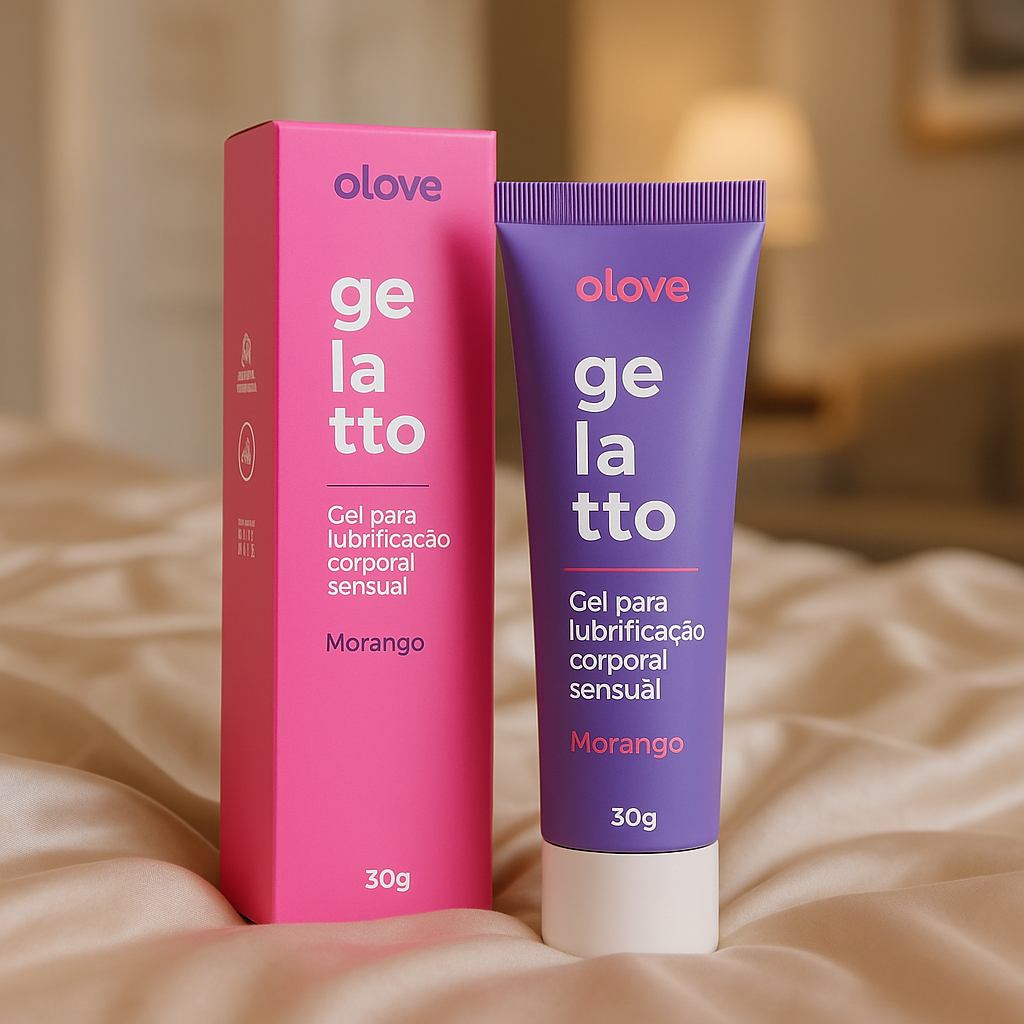 olove
ge
la
tto
Gel para
lubrificacão
corporal
sensual
Morango
30g
olove
ge
la
tto
Gel para
lubrificação
corporal
sensuàl
Morango
30g